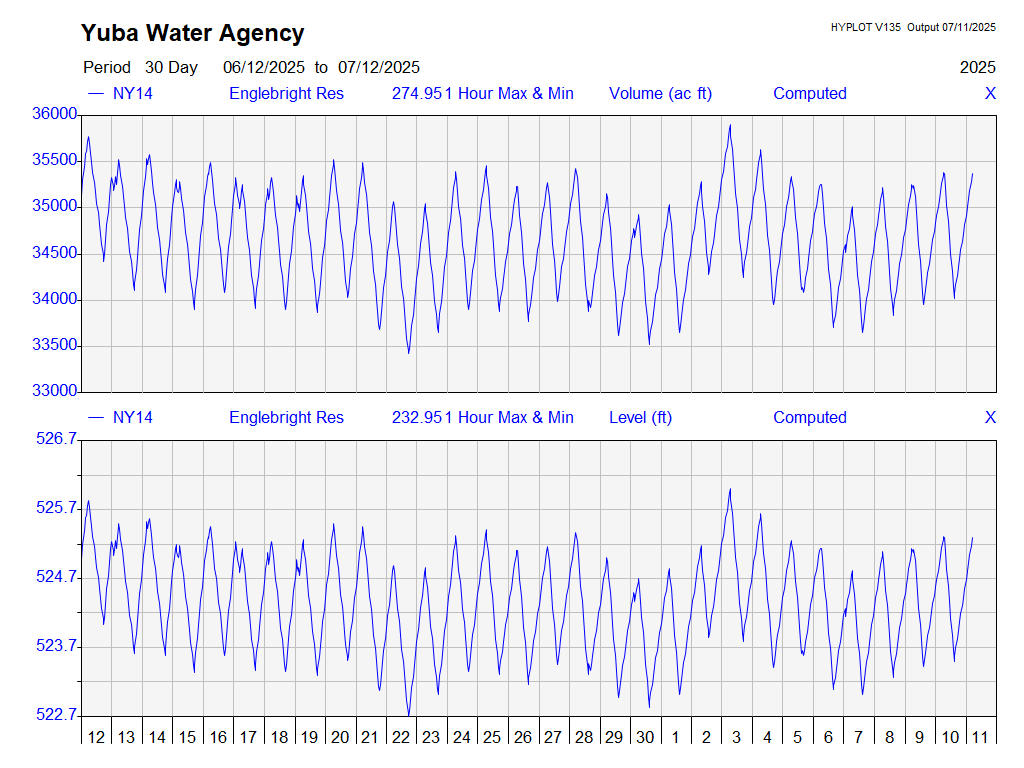 Yuba Water Agency
HYPLOT V135 Output 07/11/2025
Period 30 Day 06/12/2025 to 07/12/2025 2025
— NY14 Englebright Res 274.951 Hour Max & Min Volume (ac ft) Computed X
36000
35500
35000
34500
34000
33500
33000
— NY14 Englebright Res 232.951 Hour Max & Min Level (ft) Computed X
526.7
525.7
524.7
523.7
522.7
12 13 14 15 16 17 18 19 20 21 22 23 24 25 26 27 28 29 30 1 2 3 4 5 6 7 8 9 10 11